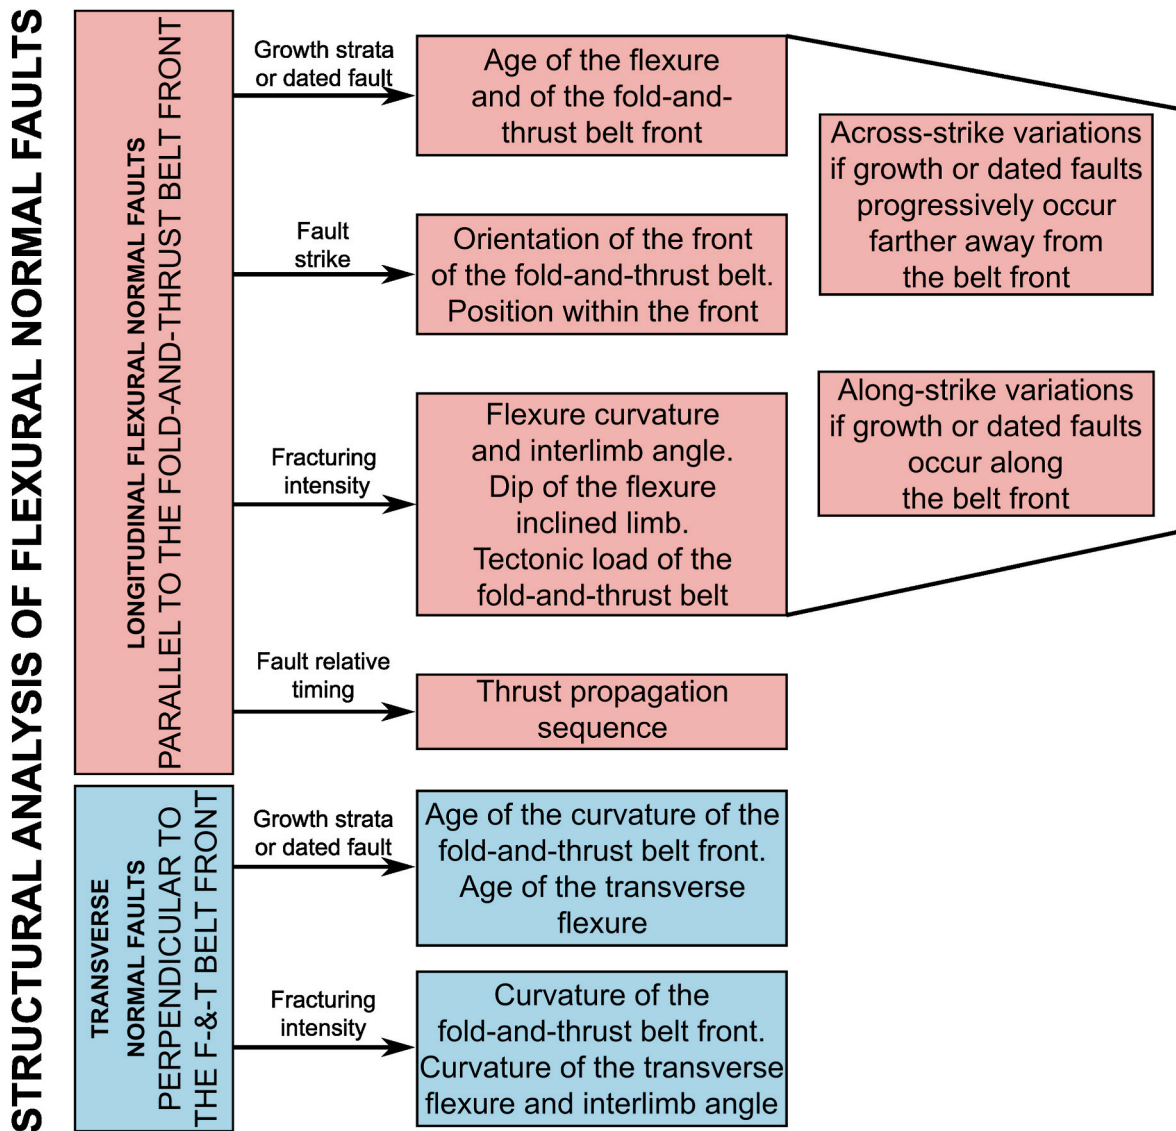 STRUCTURAL ANALYSIS OF FLEXURAL NORMAL FAULTS
LONGITUDINAL FLEXURAL NORMAL FAULTS
PARALLEL TO THE FOLD-AND-THRUST BELT FRONT
Growth strata
or dated fault
Age of the flexure
and of the fold-and-
thrust belt front
Fault
strike
Orientation of the front
of the fold-and-thrust belt.
Position within the front
Fracturing
intensity
Flexure curvature
and interlimb angle.
Dip of the flexure
inclined limb.
Tectonic load of the
fold-and-thrust belt
Across-strike variations
if growth or dated faults
progressively occur
farther away from
the belt front
Along-strike variations
if growth or dated faults
occur along
the belt front
Fault relative
timing
Thrust propagation
sequence
TRANSVERSE
NORMAL FAULTS
PERPENDICULAR TO
THE F-&-T BELT FRONT
Growth strata
or dated fault
Age of the curvature of the
fold-and-thrust belt front.
Age of the transverse
flexure
Fracturing
intensity
Curvature of the
fold-and-thrust belt front.
Curvature of the transverse
flexure and interlimb angle